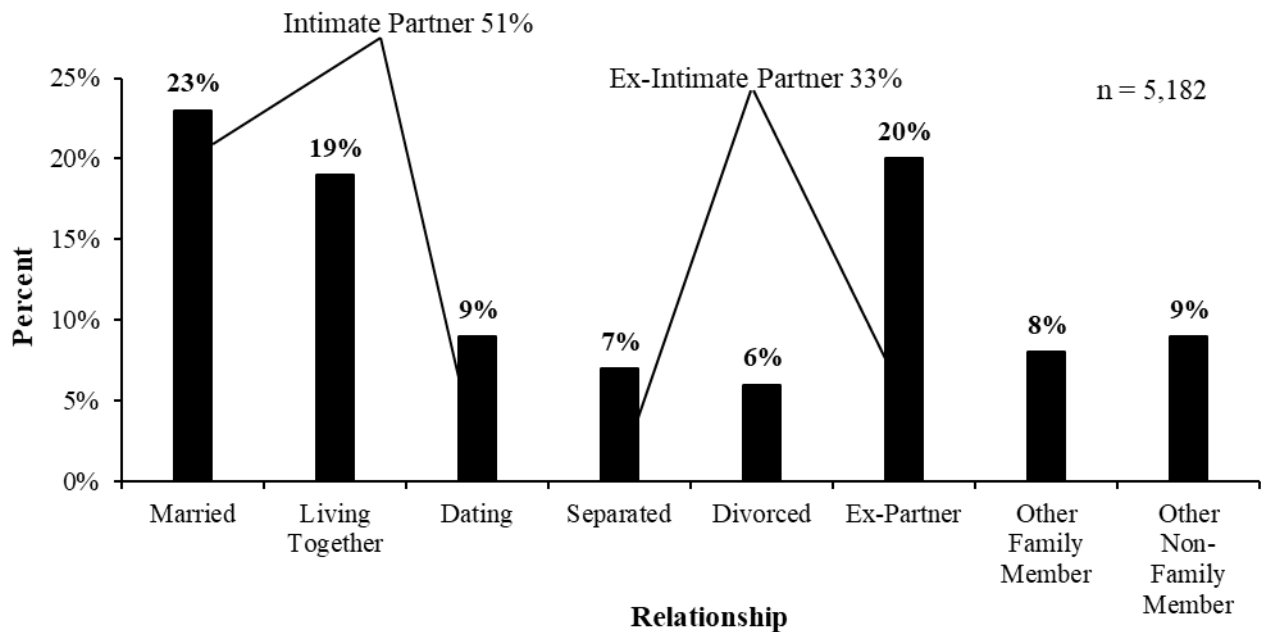 Intimate Partner 51%
Ex-Intimate Partner 33%
n = 5,182
25%
20%
15%
10%
5%
0%
Percent
23%
19%
9%
7%
6%
20%
8%
9%
Married
Living
Together
Dating
Separated
Divorced
Ex-Partner
Other
Family
Member
Other
Non-
Family
Member
Relationship